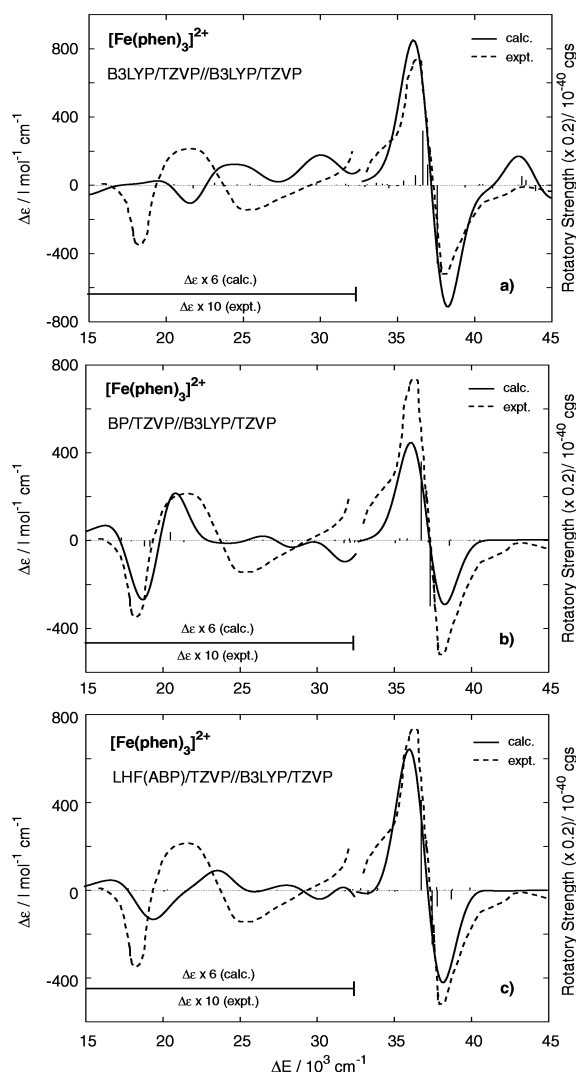 [Fe(phen)₃]²⁺
B3LYP/TZVP//B3LYP/TZVP
calc.
expt.
800
400
0
-400
-800
Δε / l mol⁻¹ cm⁻¹
Rotatory Strength (x 0.2)/ 10⁻⁴⁰ cgs
Δε x 6 (calc.)
Δε x 10 (expt.)
a)
15 20 25 30 35 40 45
[Fe(phen)₃]²⁺
BP/TZVP//B3LYP/TZVP
calc.
expt.
800
400
0
-400
Δε / l mol⁻¹ cm⁻¹
Rotatory Strength (x 0.2)/ 10⁻⁴⁰ cgs
Δε x 6 (calc.)
Δε x 10 (expt.)
b)
15 20 25 30 35 40 45
[Fe(phen)₃]²⁺
LHF(ABP)/TZVP//B3LYP/TZVP
calc.
expt.
800
400
0
-400
Δε / l mol⁻¹ cm⁻¹
Rotatory Strength (x 0.2)/ 10⁻⁴⁰ cgs
Δε x 6 (calc.)
Δε x 10 (expt.)
c)
15 20 25 30 35 40 45
ΔE / 10³ cm⁻¹